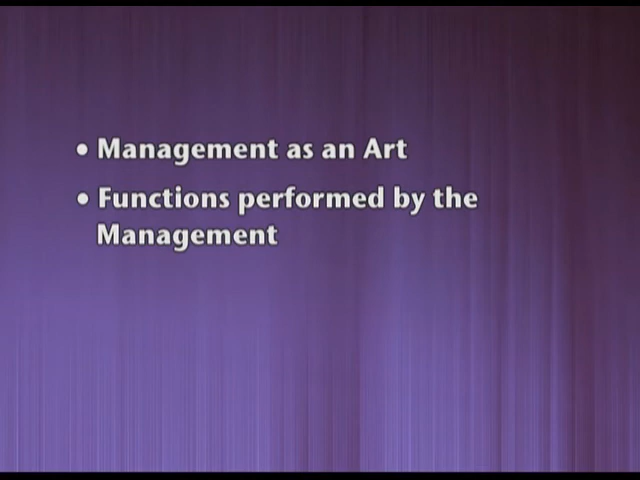 • Management as an Art
• Functions performed by the
Management